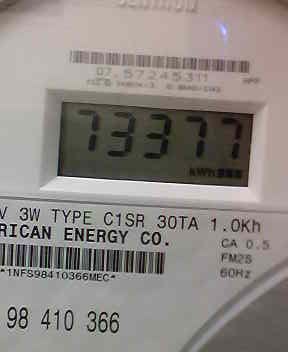 CENTRON
07.57245311
73377
kWh
V 3W TYPE C1SR 30TA 1.0Kh
RICAN ENERGY CO.
CA 0.5
FM2S
*1NFS98410366MEC*
60Hz
98 410 366